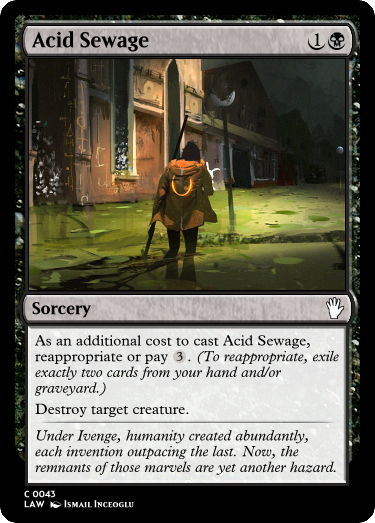 Acid Sewage 1
Sorcery
As an additional cost to cast Acid Sewage,
reappropriate or pay 3. (To reappropriate, exile
exactly two cards from your hand and/or
graveyard.)
Destroy target creature.
Under Ivenge, humanity created abundantly,
each invention outpacing the last. Now, the
remnants of those marvels are yet another hazard.
C 0043
LAW Ismail Inceoglu